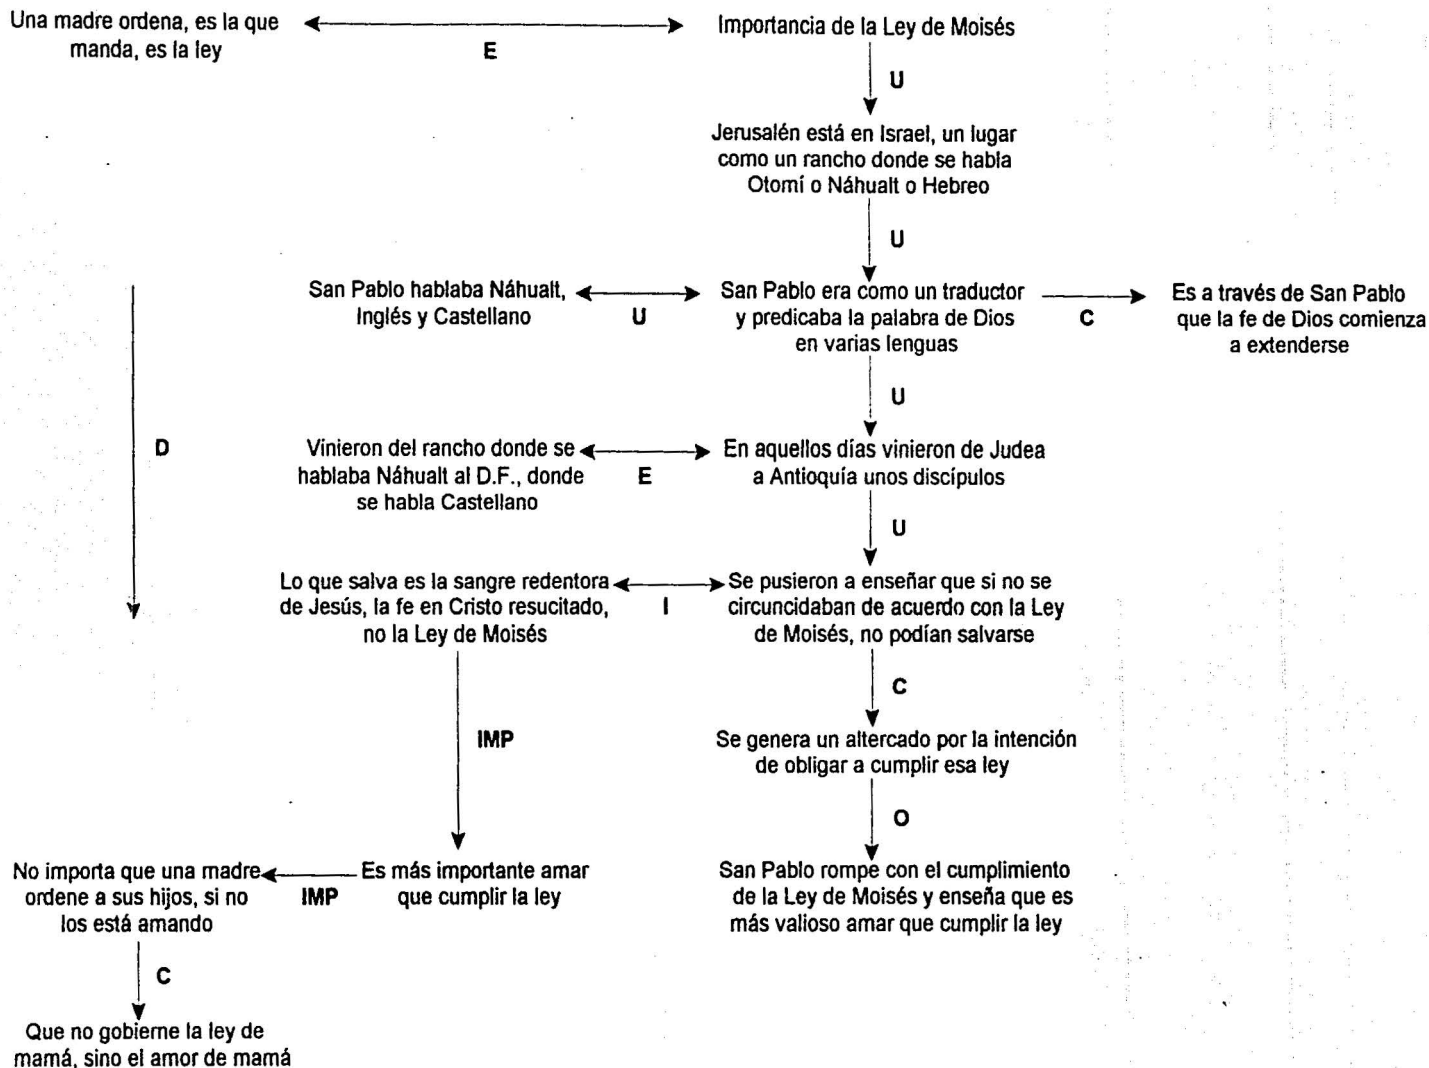 Una madre ordena, es la que
manda, es la ley
E
Importancia de la Ley de Moisés
U
Jerusalén está en Israel, un lugar
como un rancho donde se habla
Otomí o Náhualt o Hebreo
U
San Pablo hablaba Náhualt,
Inglés y Castellano
U
San Pablo era como un traductor
y predicaba la palabra de Dios
en varias lenguas
C
Es a través de San Pablo
que la fe de Dios comienza
a extenderse
U
D
Vinieron del rancho donde se
hablaba Náhualt al D.F., donde
se habla Castellano
E
En aquellos días vinieron de Judea
a Antioquía unos discípulos
U
Lo que salva es la sangre redentora
de Jesús, la fe en Cristo resucitado,
no la Ley de Moisés
I
Se pusieron a enseñar que si no se
circuncidaban de acuerdo con la Ley
de Moisés, no podían salvarse
C
IMP
Se genera un altercado por la intención
de obligar a cumplir esa ley
O
No importa que una madre
ordene a sus hijos, si no
los está amando
IMP
Es más importante amar
que cumplir la ley
San Pablo rompe con el cumplimiento
de la Ley de Moisés y enseña que es
más valioso amar que cumplir la ley
C
Que no gobierne la ley de
mamá, sino el amor de mamá